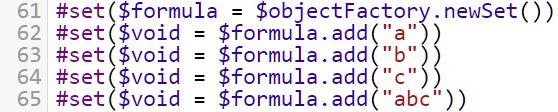 61 #set($formula = $objectFactory.newSet())
62 #set($void = $formula.add("a"))
63 #set($void = $formula.add("b"))
64 #set($void = $formula.add("c"))
65 #set($void = $formula.add("abc"))